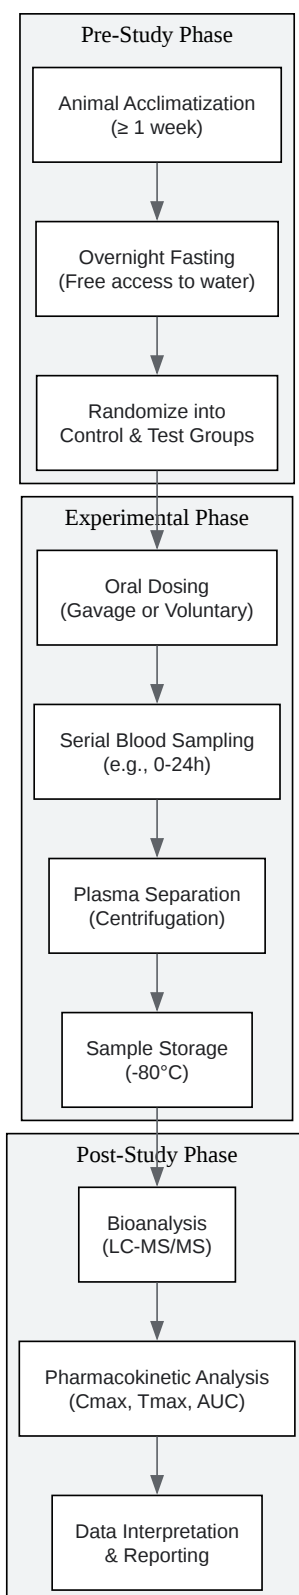 Pre-Study Phase
Animal Acclimatization
(≥ 1 week)
Overnight Fasting
(Free access to water)
Randomize into
Control & Test Groups
Experimental Phase
Oral Dosing
(Gavage or Voluntary)
Serial Blood Sampling
(e.g., 0-24h)
Plasma Separation
(Centrifugation)
Sample Storage
(-80°C)
Post-Study Phase
Bioanalysis
(LC-MS/MS)
Pharmacokinetic Analysis
(Cmax, Tmax, AUC)
Data Interpretation
& Reporting